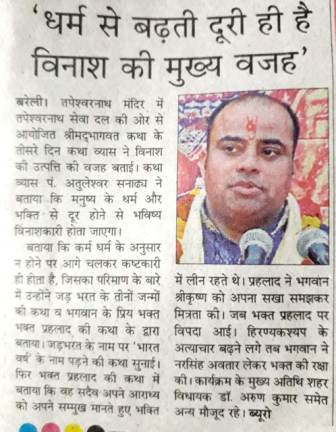 ‘धर्म से बढ़ती दूरी ही है
विनाश की मुख्य वजह’
बरेली। तपेश्वरनाथ मंदिर में
तपेश्वरनाथ सेवा दल की ओर से
आयोजित श्रीमद्भागवत कथा के
तीसरे दिन कथा व्यास ने विनाश
की उत्पत्ति की वजह बताई। कथा
व्यास पं. अतुलेश्वर सनाढ्य ने
बताया कि मनुष्य के धर्म और
भक्ति से दूर होने से भविष्य
विनाशकारी होता जाएगा।
बताया कि कर्म धर्म के अनुसार
न होने पर आगे चलकर कष्टकारी
ही होता है, जिसका परिमाण के बारे
में उन्होंने जड़ भरत के तीनों जन्मों
की कथा व भगवान के प्रिय भक्त
भक्त प्रहलाद की कथा के द्वारा
बताया। जड़भरत के नाम पर ‘भारत
वर्ष’ के नाम पड़ने की कथा सुनाई।
फिर भक्त प्रहलाद की कथा में
बताया कि वह सदैव अपने आराध्य
को अपने सम्मुख मानते हुए भक्ति
में लीन रहते थे। प्रहलाद ने भगवान
श्रीकृष्ण को अपना सखा समझकर
मित्रता की। जब भक्त प्रहलाद पर
विपदा आई। हिरण्यकश्यप के
अत्याचार बढ़ने लगे तब भगवान ने
नरसिंह अवतार लेकर भक्त की रक्षा
की। कार्यक्रम के मुख्य अतिथि शहर
विधायक डॉ. अरुण कुमार समेत
अन्य मौजूद रहे। ब्यूरो